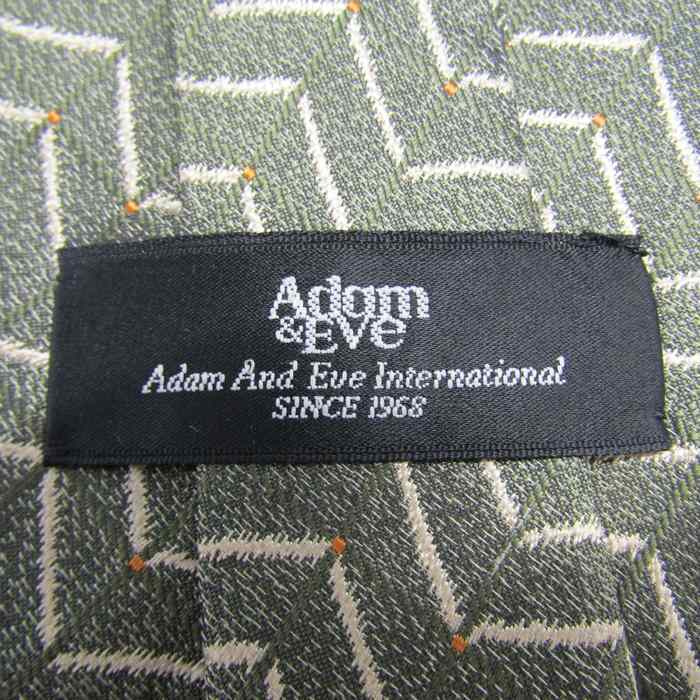 Adam
&Eve
Adam And Eve International
SINCE 1968